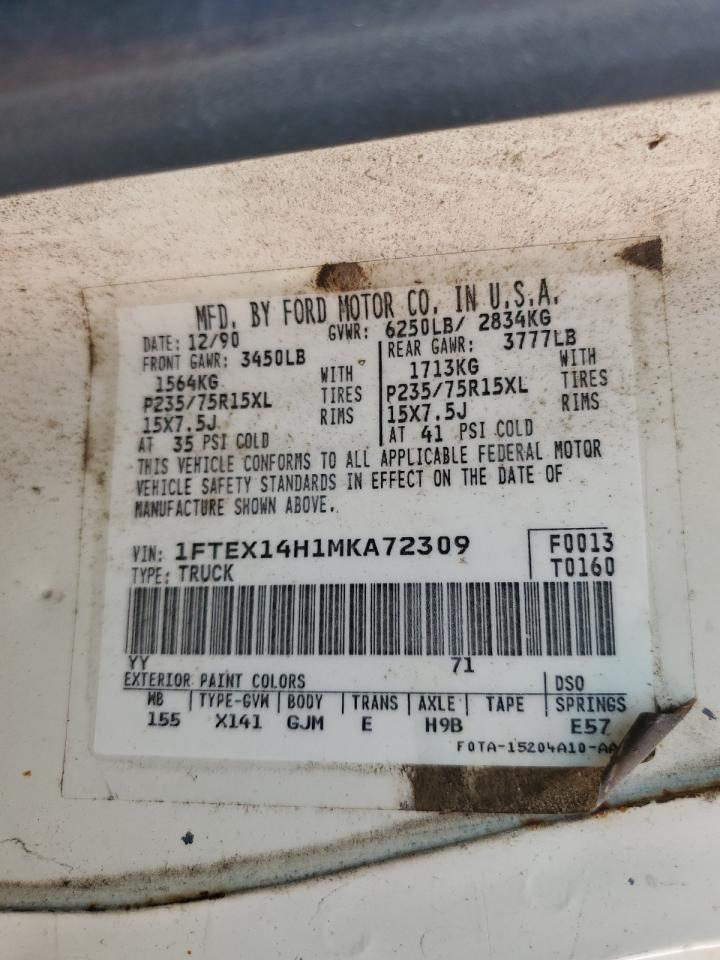 MFD. BY FORD MOTOR CO. IN U.S.A.
DATE: 12/90 GVWR: 6250LB/ 2834KG
FRONT GAWR: 3450LB REAR GAWR: 3777LB
1564KG WITH 1713KG WITH
P235/75R15XL TIRES P235/75R15XL TIRES
15X7.5J RIMS 15X7.5J RIMS
AT 35 PSI COLD AT 41 PSI COLD
THIS VEHICLE CONFORMS TO ALL APPLICABLE FEDERAL MOTOR
VEHICLE SAFETY STANDARDS IN EFFECT ON THE DATE OF
MANUFACTURE SHOWN ABOVE.
VIN: 1FTEX14H1MKA72309 F0013
TYPE: TRUCK T0160
YY 71
EXTERIOR PAINT COLORS DSO
WB TYPE-GVW BODY TRANS AXLE TAPE SPRINGS
155 X141 GJM E H9B E57
F0TA-15204A10-AA